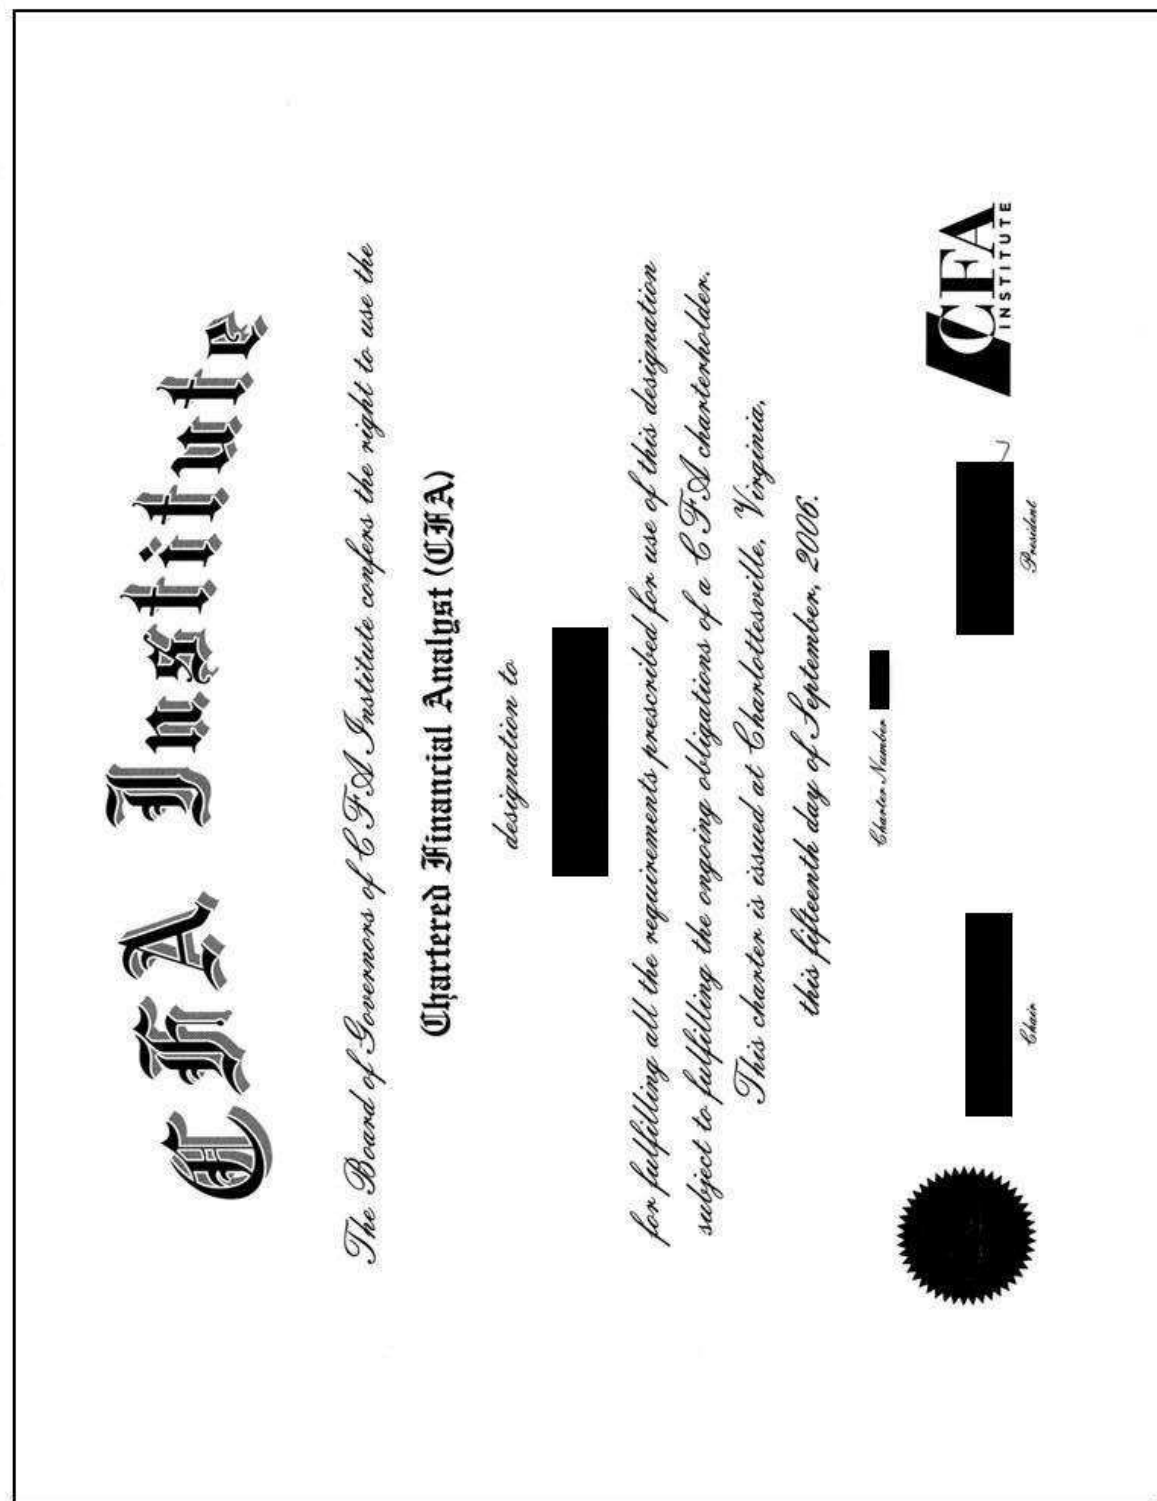 CFA Institute
The Board of Governors of CFA Institute confers the right to use the
Chartered Financial Analyst (CFA)
designation to
for fulfilling all the requirements prescribed for use of this designation
subject to fulfilling the ongoing obligations of a CFA charterholder.
This charter is issued at Charlottesville, Virginia,
this fifteenth day of September, 2006.
Charter Number
Chair
President
CFA
INSTITUTE